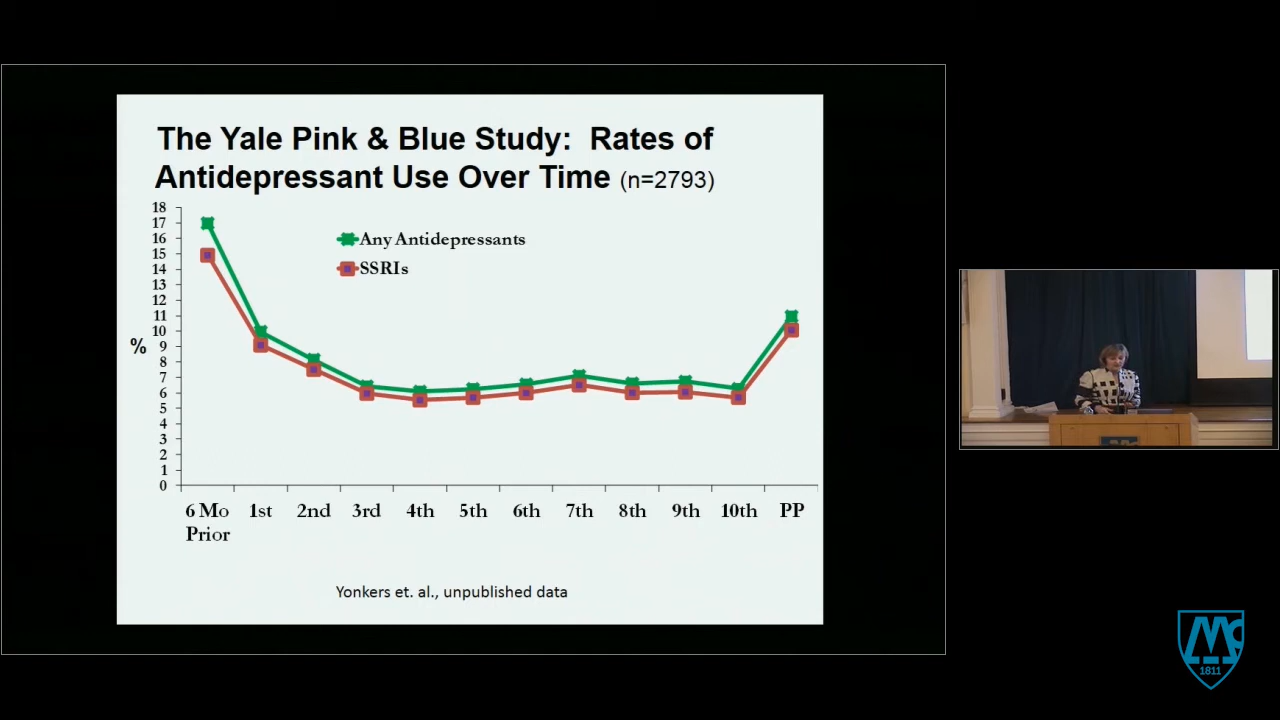 The Yale Pink & Blue Study: Rates of
Antidepressant Use Over Time (n=2793)
18
17
16
15
14
13
12
11
10
9
8
7
6
5
4
3
2
1
0
%
Any Antidepressants
SSRIs
6 Mo Prior
1st
2nd
3rd
4th
5th
6th
7th
8th
9th
10th
PP
Yonkers et. al., unpublished data
1811